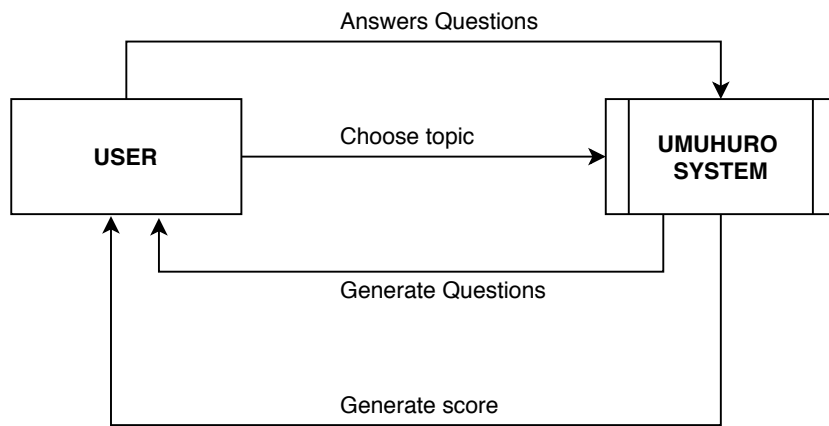 Answers Questions
USER
Choose topic
UMUHURO
SYSTEM
Generate Questions
Generate score